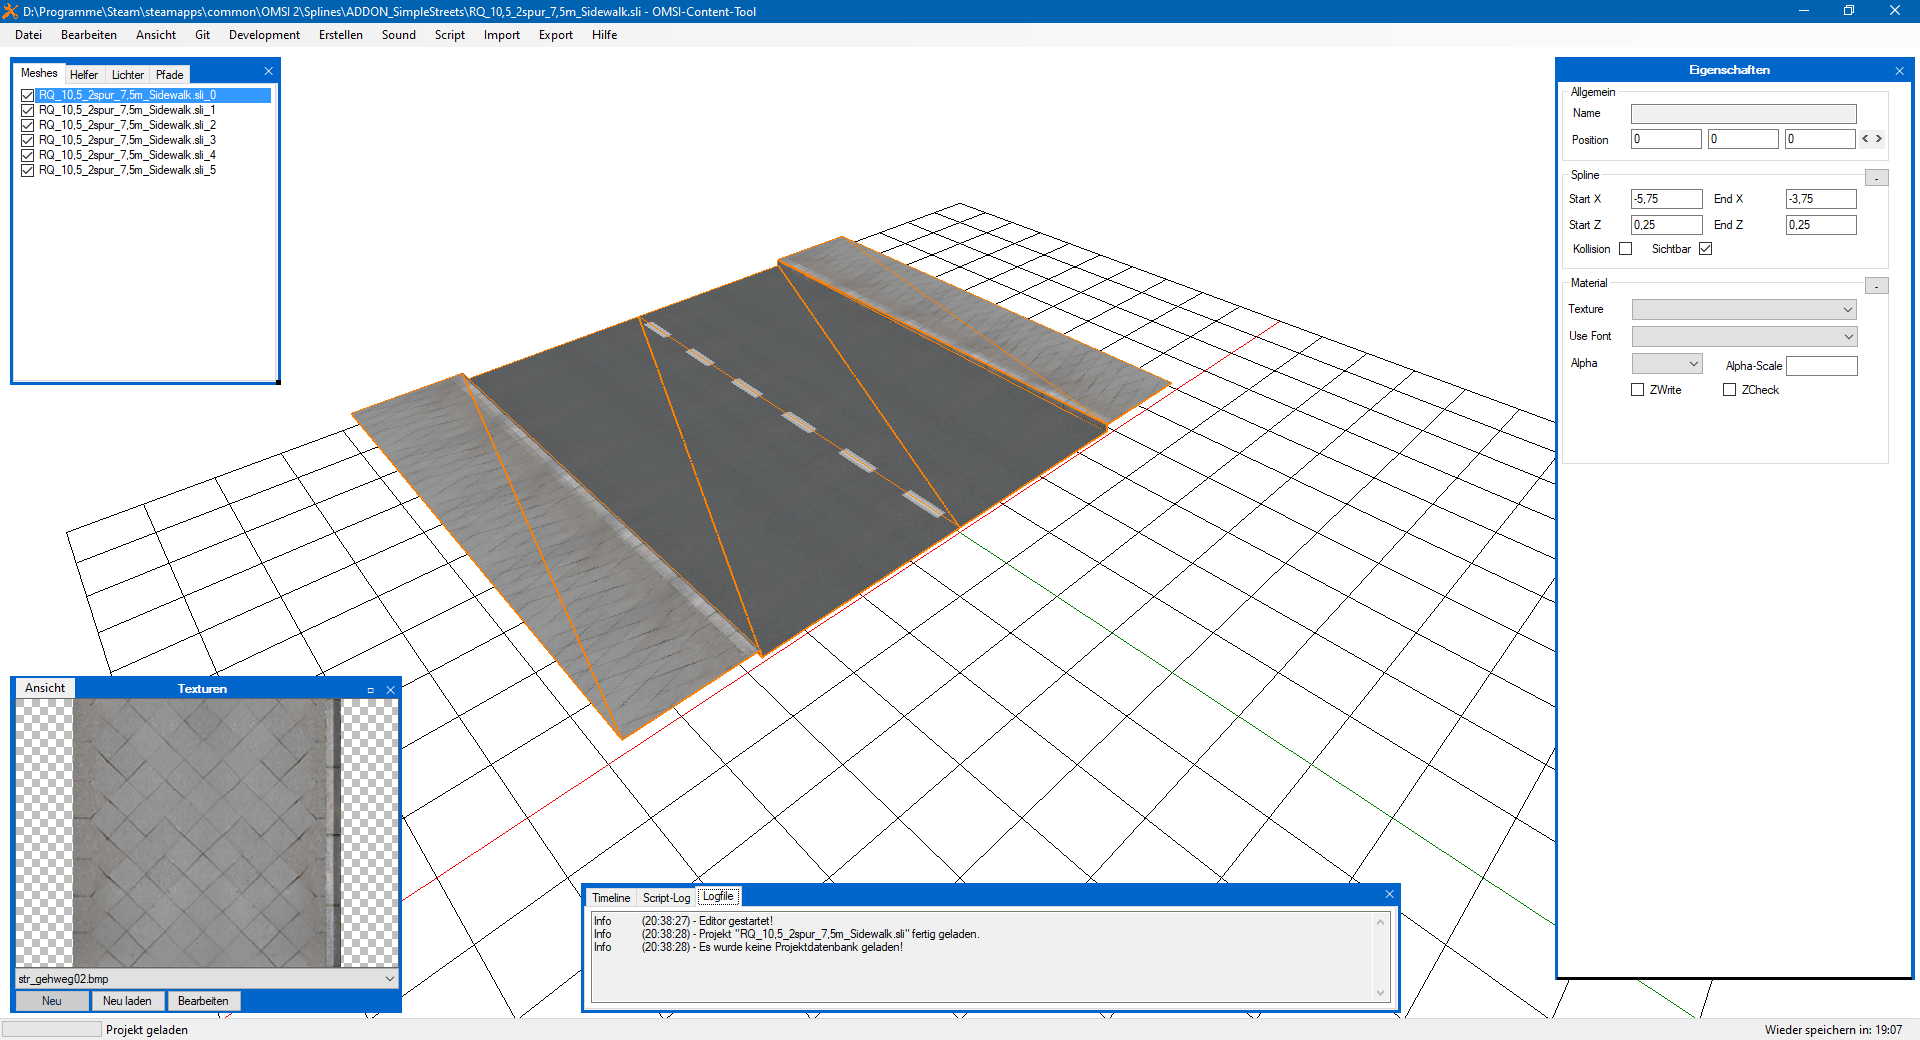 D:\Programme\Steam\steamapps\common\OMSI 2\Splines\ADDON_SimpleStreets\RQ_10,5_2spur_7,5m_Sidewalk.sli - OMSI-Content-Tool
Datei Bearbeiten Ansicht Git Development Erstellen Sound Script Import Export Hilfe
Meshes Helfer Lichter Pfade
RQ_10,5_2spur_7,5m_Sidewalk.sli_0
RQ_10,5_2spur_7,5m_Sidewalk.sli_1
RQ_10,5_2spur_7,5m_Sidewalk.sli_2
RQ_10,5_2spur_7,5m_Sidewalk.sli_3
RQ_10,5_2spur_7,5m_Sidewalk.sli_4
RQ_10,5_2spur_7,5m_Sidewalk.sli_5
Eigenschaften
Allgemein
Name
Position 0 0 0 < >
Spline -
Start X -5,75 End X -3,75
Start Z 0,25 End Z 0,25
Kollision Sichtbar
Material -
Texture
Use Font
Alpha Alpha-Scale
ZWrite ZCheck
Ansicht Texturen
str_gehweg02.bmp
Neu Neu laden Bearbeiten
Timeline Script-Log Logfile
Info (20:38:27) - Editor gestartet!
Info (20:38:28) - Projekt "RQ_10,5_2spur_7,5m_Sidewalk.sli" fertig geladen.
Info (20:38:28) - Es wurde keine Projektdatenbank geladen!
Projekt geladen
Wieder speichern in: 19:07